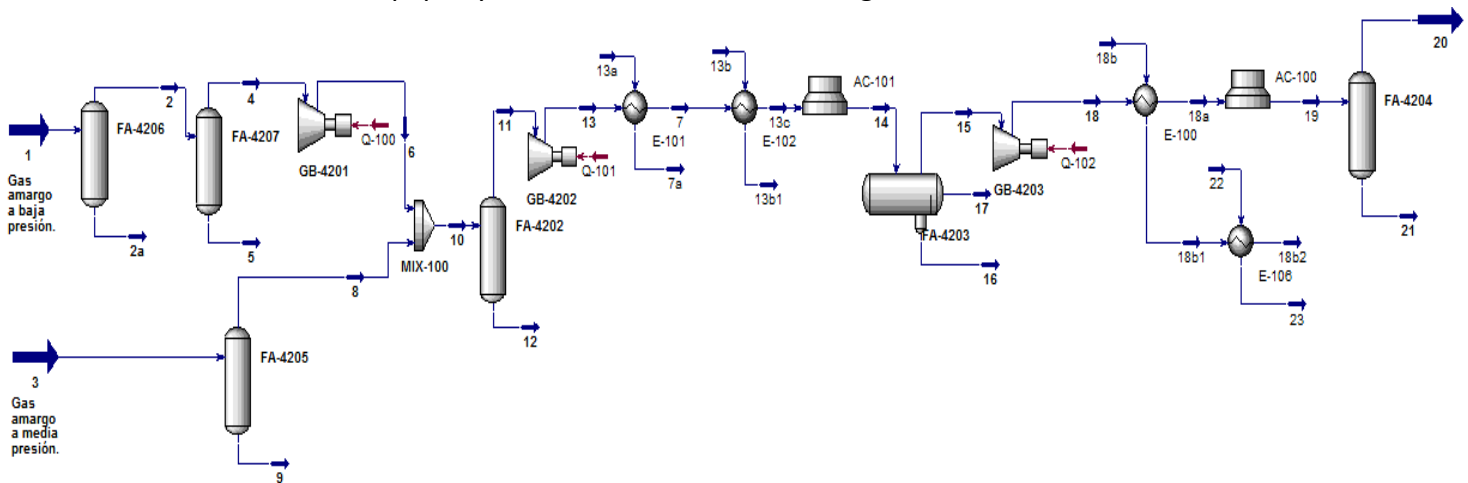 20
13a
13b
18b
AC-101
AC-100
2
4
FA-4206
FA-4207
GB-4201
Q-100
6
11
13
7
13c
14
15
18
18a
19
FA-4204
E-101
E-102
E-100
1
Gas
amargo
a baja
presión.
GB-4202
Q-101
7a
13b1
GB-4203
Q-102
17
22
2a
5
10
FA-4202
MIX-100
FA-4203
16
18b1
18b2
E-106
21
8
12
23
FA-4205
3
Gas
amargo
a media
presión.
9